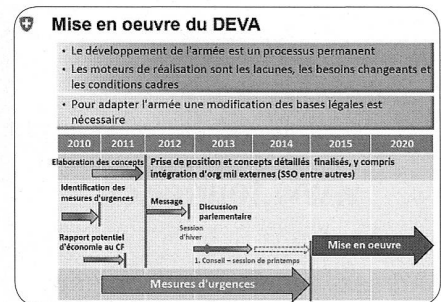 Mise en oeuvre du DEVA
• Le développement de l'armée est un processus permanent
• Les moteurs de réalisation sont les lacunes, les besoins changeants et
les conditions cadres
• Pour adapter l'armée une modification des bases légales est
nécessaire
2010 2011 2012 2013 2014 2015 2020
Elaboration des concepts
Prise de position et concepts détaillés finalisés, y compris
intégration d'org mil externes (SSO entre autres)
Identification des
mesures d'urgences
Message
Discussion
parlementaire
Session
d'hiver
Rapport potentiel
d'économie au CF
1. Conseil – session de printemps
Mise en oeuvre
Mesures d'urgences